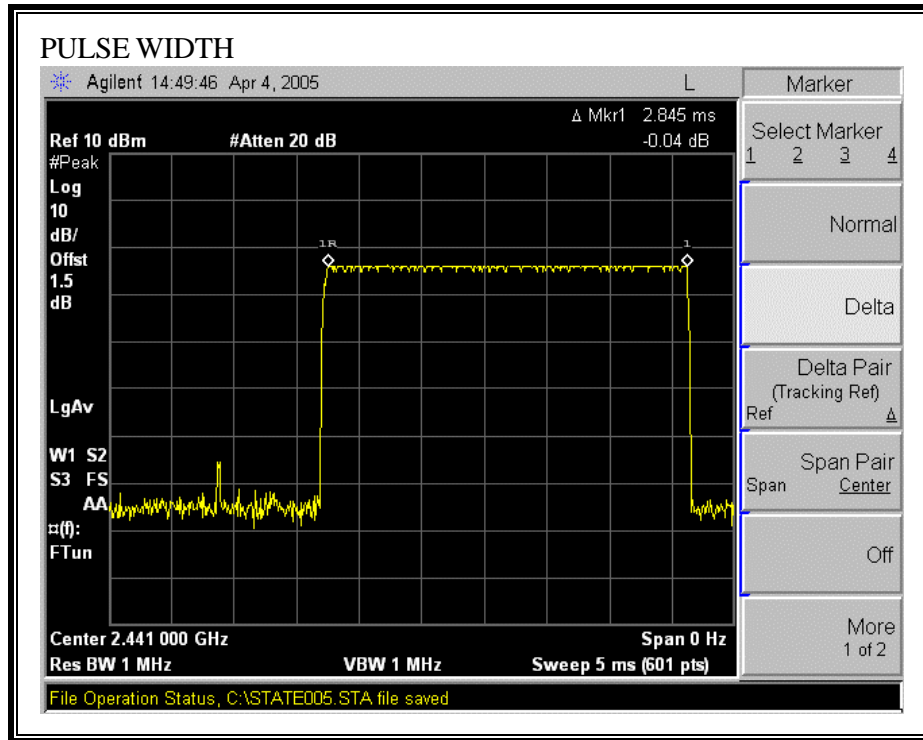 PULSE WIDTH
Agilent 14:49:46 Apr 4, 2005 L
Δ Mkr1 2.845 ms
Ref 10 dBm #Atten 20 dB -0.04 dB
#Peak
Log
10
dB/
Offst
1.5
dB
1R 1
LgAv
W1 S2
S3 FS
AA
¤(f):
FTun
Center 2.441 000 GHz Span 0 Hz
Res BW 1 MHz VBW 1 MHz Sweep 5 ms (601 pts)
File Operation Status, C:\STATE005.STA file saved
Marker
Select Marker
1 2 3 4
Normal
Delta
Delta Pair
(Tracking Ref)
Ref Δ
Span Pair
Span Center
Off
More
1 of 2